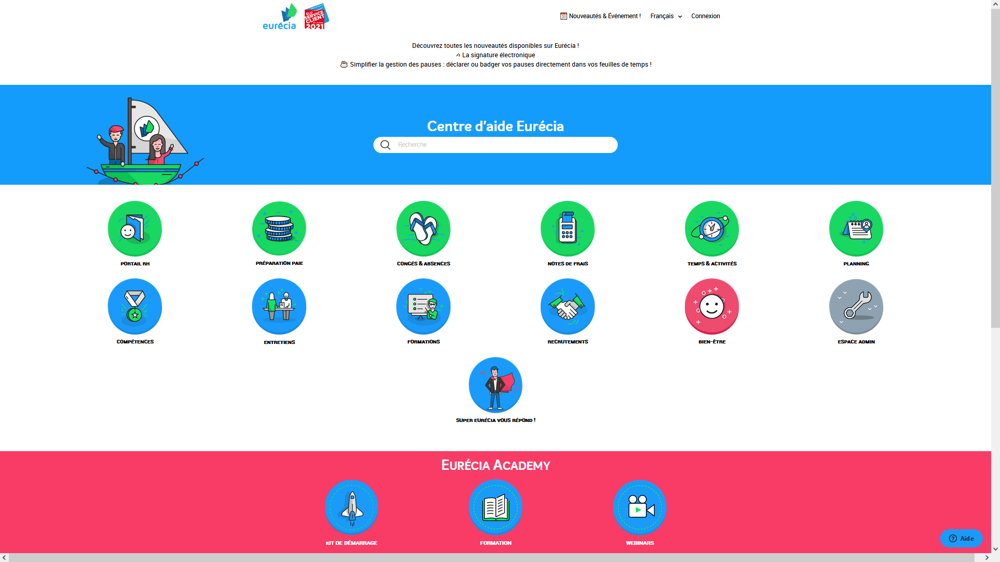 eurécia
ÉLU
SERVICE
CLIENT
2021
Nouveautés & Événement !
Français
Connexion
Découvrez toutes les nouveautés disponibles sur Eurécia !
✍ La signature électronique
Simplifier la gestion des pauses : déclarer ou badger vos pauses directement dans vos feuilles de temps !
Centre d'aide Eurécia
Recherche
PORTAIL RH
PRÉPARATION PAIE
CONGÉS & ABSENCES
NOTES DE FRAIS
TEMPS & ACTIVITÉS
PLANNING
COMPÉTENCES
ENTRETIENS
FORMATIONS
RECRUTEMENTS
BIEN-ÊTRE
ESPACE ADMIN
SUPER EURÉCIA VOUS RÉPOND !
EURÉCIA ACADEMY
KIT DE DÉMARRAGE
FORMATION
WEBINARS
Aide